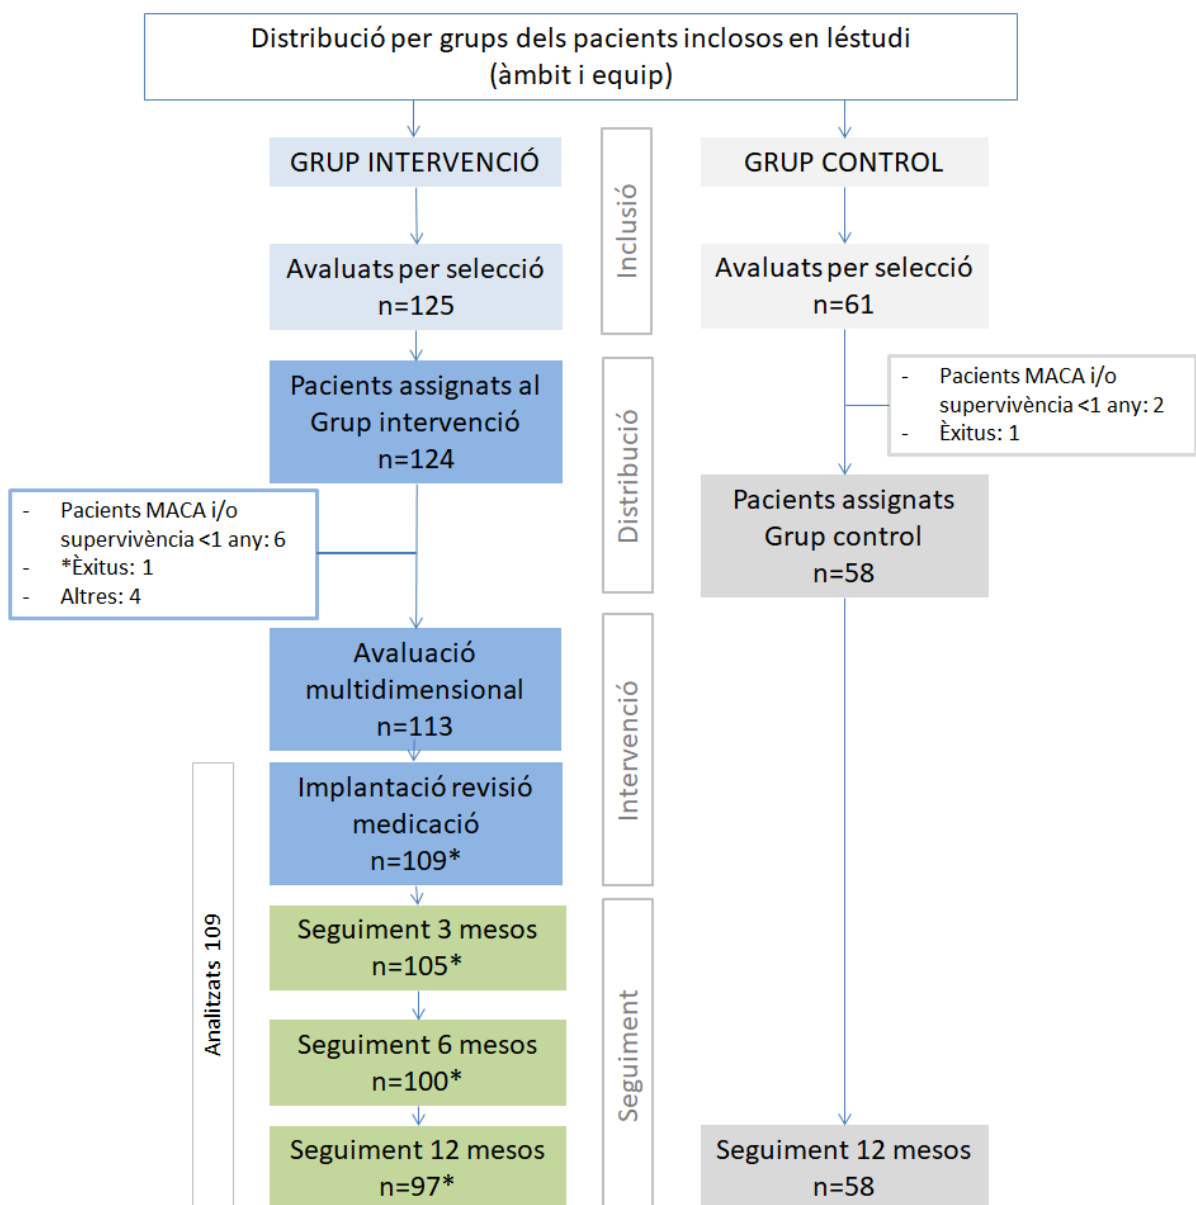 Distribució per grups dels pacients inclosos en léstudi
(àmbit i equip)
GRUP INTERVENCIÓ
GRUP CONTROL
Inclusió
Avaluats per selecció
n=125
Avaluats per selecció
n=61
Pacients assignats al
Grup intervenció
n=124
Distribució
- Pacients MACA i/o
supervivència <1 any: 2
- Èxitus: 1
- Pacients MACA i/o
supervivència <1 any: 6
- *Èxitus: 1
- Altres: 4
Pacients assignats
Grup control
n=58
Avaluació
multidimensional
n=113
Intervenció
Implantació revisió
medicació
n=109*
Analitzats 109
Seguiment 3 mesos
n=105*
Seguiment
Seguiment 6 mesos
n=100*
Seguiment 12 mesos
n=97*
Seguiment 12 mesos
n=58